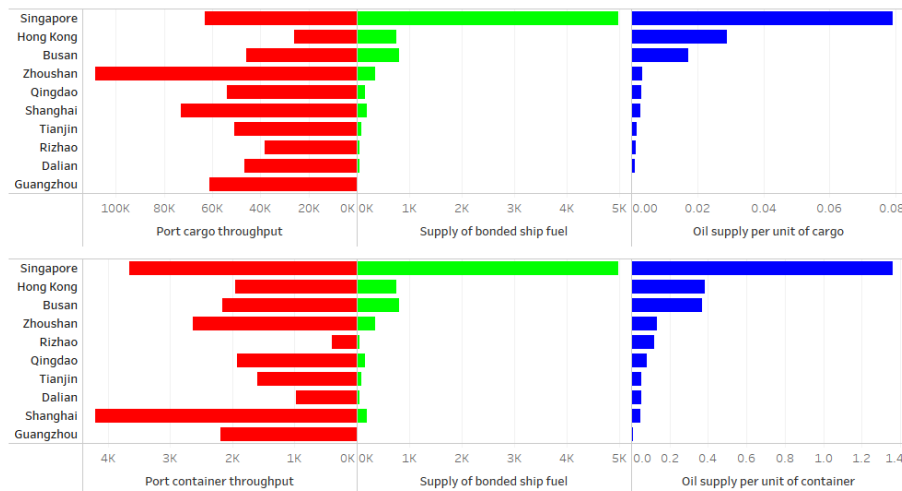 Singapore
Hong Kong
Busan
Zhoushan
Qingdao
Shanghai
Tianjin
Rizhao
Dalian
Guangzhou
100K 80K 60K 40K 20K 0K 0K 1K 2K 3K 4K 5K 0.00 0.02 0.04 0.06 0.08
Port cargo throughput Supply of bonded ship fuel Oil supply per unit of cargo
Singapore
Hong Kong
Busan
Zhoushan
Rizhao
Qingdao
Tianjin
Dalian
Shanghai
Guangzhou
4K 3K 2K 1K 0K 0K 1K 2K 3K 4K 5K 0.0 0.2 0.4 0.6 0.8 1.0 1.2 1.4
Port container throughput Supply of bonded ship fuel Oil supply per unit of container